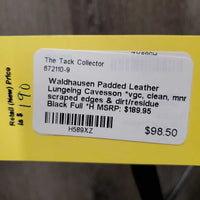 The Tack Collector
672110-9
Waldhausen Padded Leather
Lungeing Cavesson *vgc, clean, mnr
scraped edges & dirt/residue
Black Full *H MSRP: $189.95
H589XZ
$98.50
Retail (New) Price
is $190